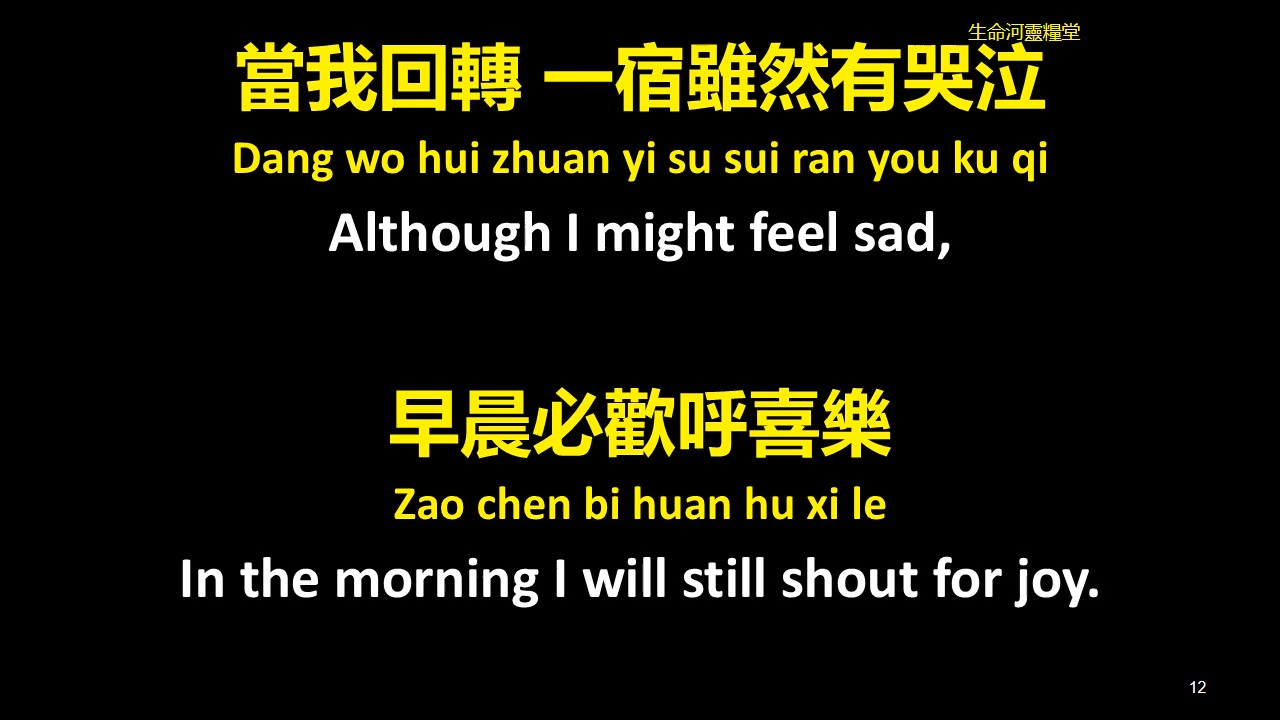 生命河靈糧堂
當我回轉 一宿雖然有哭泣
Dang wo hui zhuan yi su sui ran you ku qi
Although I might feel sad,
早晨必歡呼喜樂
Zao chen bi huan hu xi le
In the morning I will still shout for joy.
12